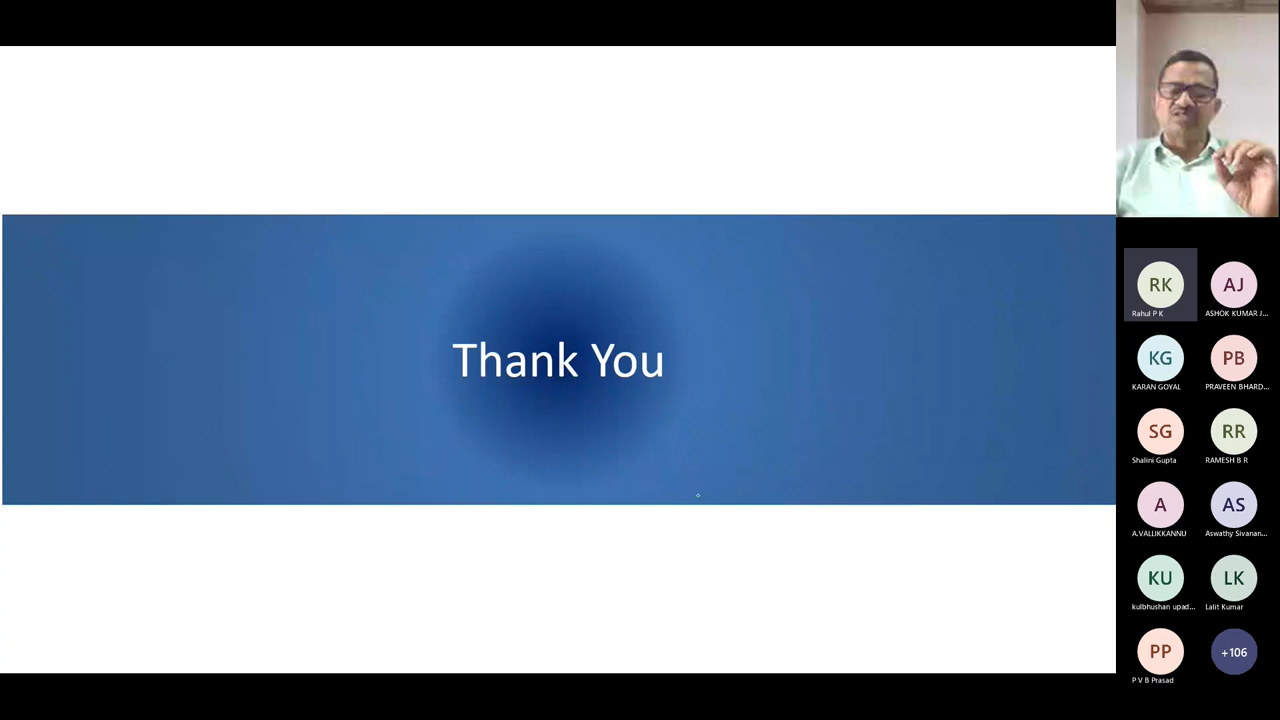 Thank You
RK
Rahul P K
AJ
ASHOK KUMAR J...
KG
KARAN GOYAL
PB
PRAVEEN BHARD...
SG
Shalini Gupta
RR
RAMESH B R
A
A.VALLIKKANNU
AS
Aswathy Sivanan...
KU
kulbhushan upad...
LK
Lalit Kumar
PP
P V B Prasad
+106